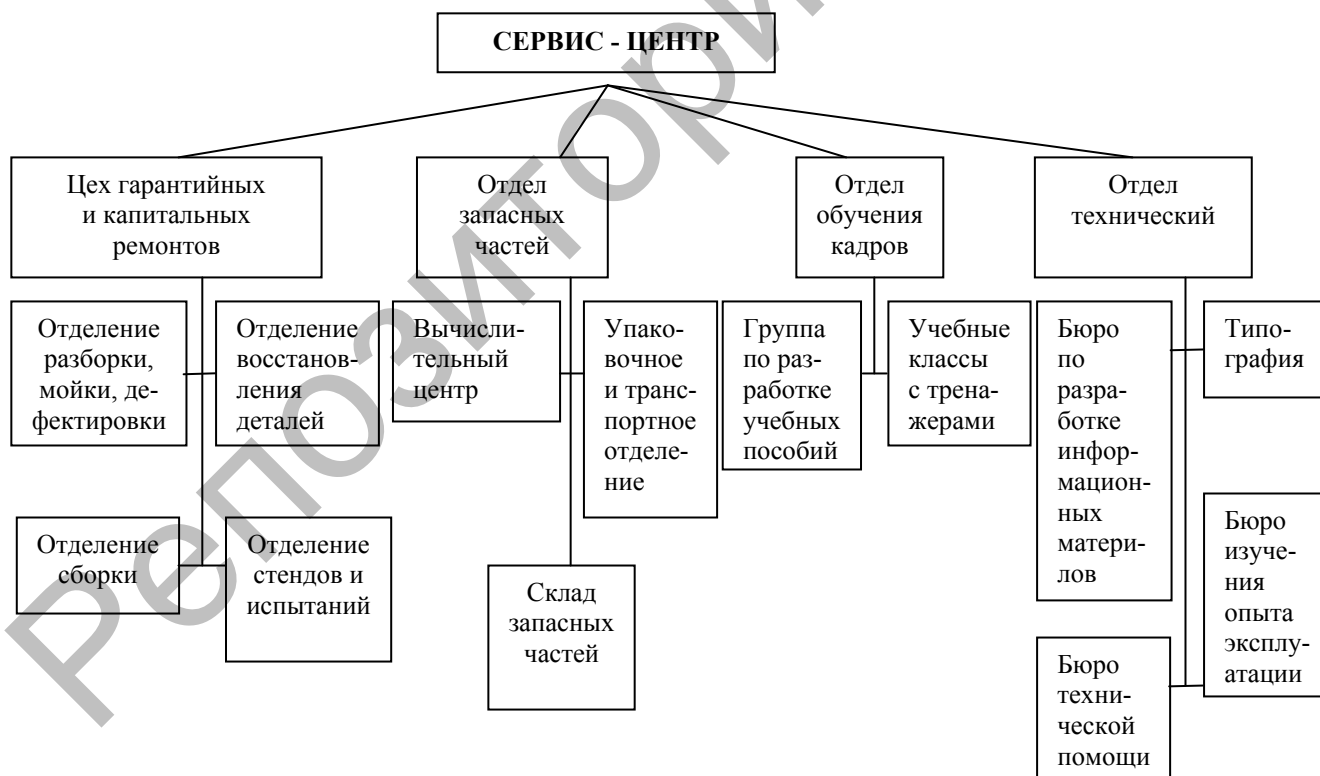 СЕРВИС - ЦЕНТР
Цех гарантийных
и капитальных
ремонтов
Отдел
запасных
частей
Отдел
обучения
кадров
Отдел
технический
Отделение
разборки,
мойки, де-
фектировки
Отделение
восстанов-
ления
деталей
Вычисли-
тельный
центр
Упако-
вочное
и транс-
портное
отделе-
ние
Группа
по раз-
работке
учебных
пособий
Учебные
классы
с трена-
жерами
Бюро
по
разра-
ботке
инфор-
мацион-
ных
матери-
лов
Типо-
графия
Отделение
сборки
Отделение
стендов и
испытаний
Склад
запасных
частей
Бюро
изуче-
ния
опыта
эксплу-
атации
Бюро
техни-
ческой
помощи
Репозитори